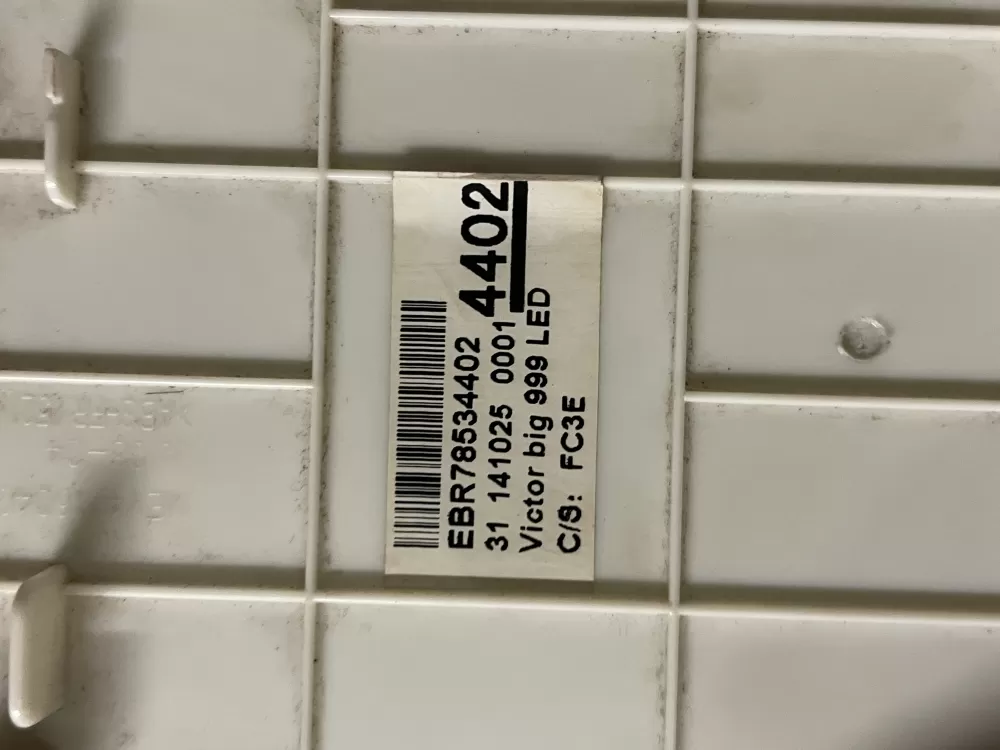 EBR78534402 4402
31 141025 0001
Victor big 999 LED
C/S: FC3E